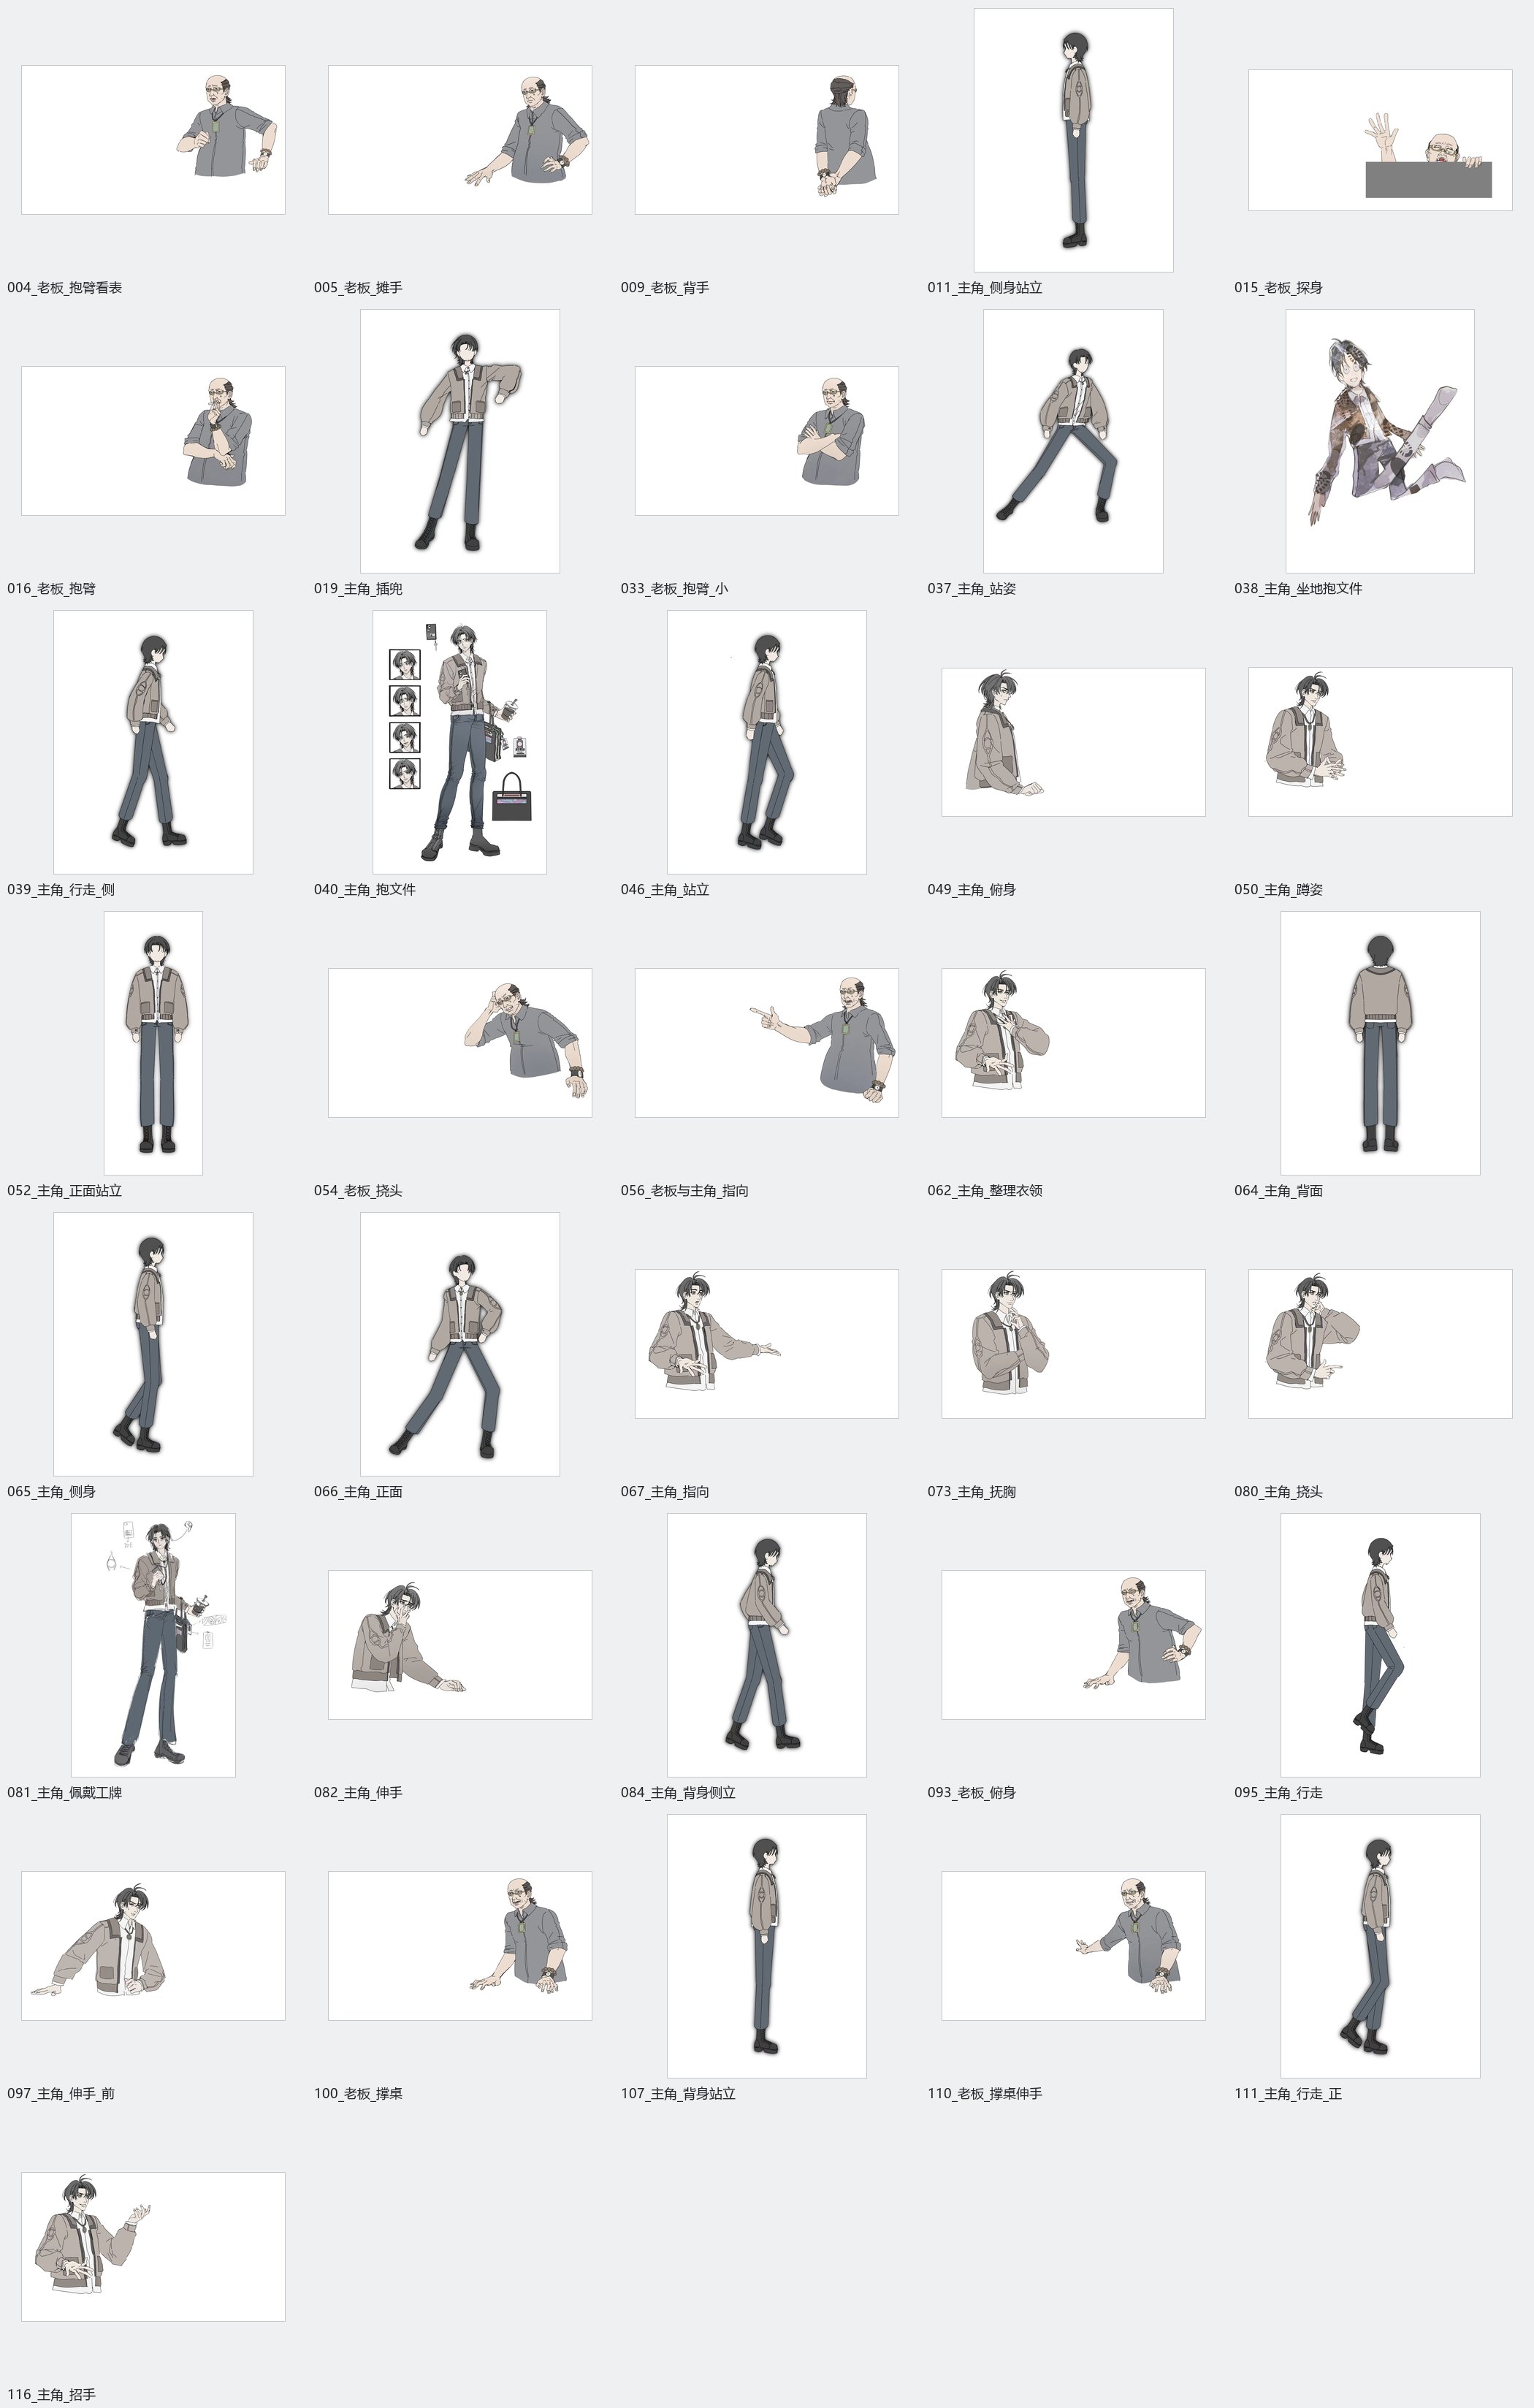 004_老板_抱臂看表
005_老板_摊手
009_老板_背手
011_主角_侧身站立
015_老板_探身
016_老板_抱臂
019_主角_插兜
033_老板_抱臂_小
037_主角_站姿
038_主角_坐地抱文件
039_主角_行走_侧
040_主角_抱文件
046_主角_站立
049_主角_俯身
050_主角_蹲姿
052_主角_正面站立
054_老板_挠头
056_老板与主角_指向
062_主角_整理衣领
064_主角_背面
065_主角_侧身
066_主角_正面
067_主角_指向
073_主角_抚胸
080_主角_挠头
081_主角_佩戴工牌
082_主角_伸手
084_主角_背身侧立
093_老板_俯身
095_主角_行走
097_主角_伸手_前
100_老板_撑桌
107_主角_背身站立
110_老板_撑桌伸手
111_主角_行走_正
116_主角_招手